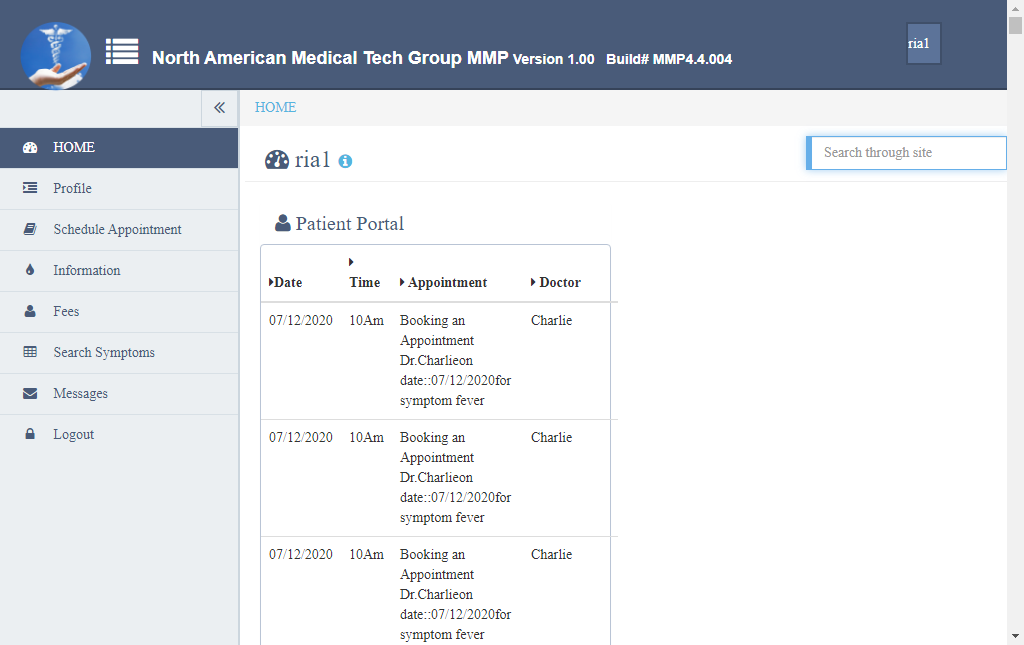 North American Medical Tech Group MMP Version 1.00 Build# MMP4.4.004
ria1
HOME
HOME
Profile
Schedule Appointment
Information
Fees
Search Symptoms
Messages
Logout
ria1
Search through site
Patient Portal
Date Time Appointment Doctor
07/12/2020 10Am Booking an Charlie
Appointment
Dr.Charlieon
date::07/12/2020for
symptom fever
07/12/2020 10Am Booking an Charlie
Appointment
Dr.Charlieon
date::07/12/2020for
symptom fever
07/12/2020 10Am Booking an Charlie
Appointment
Dr.Charlieon
date::07/12/2020for
symptom fever